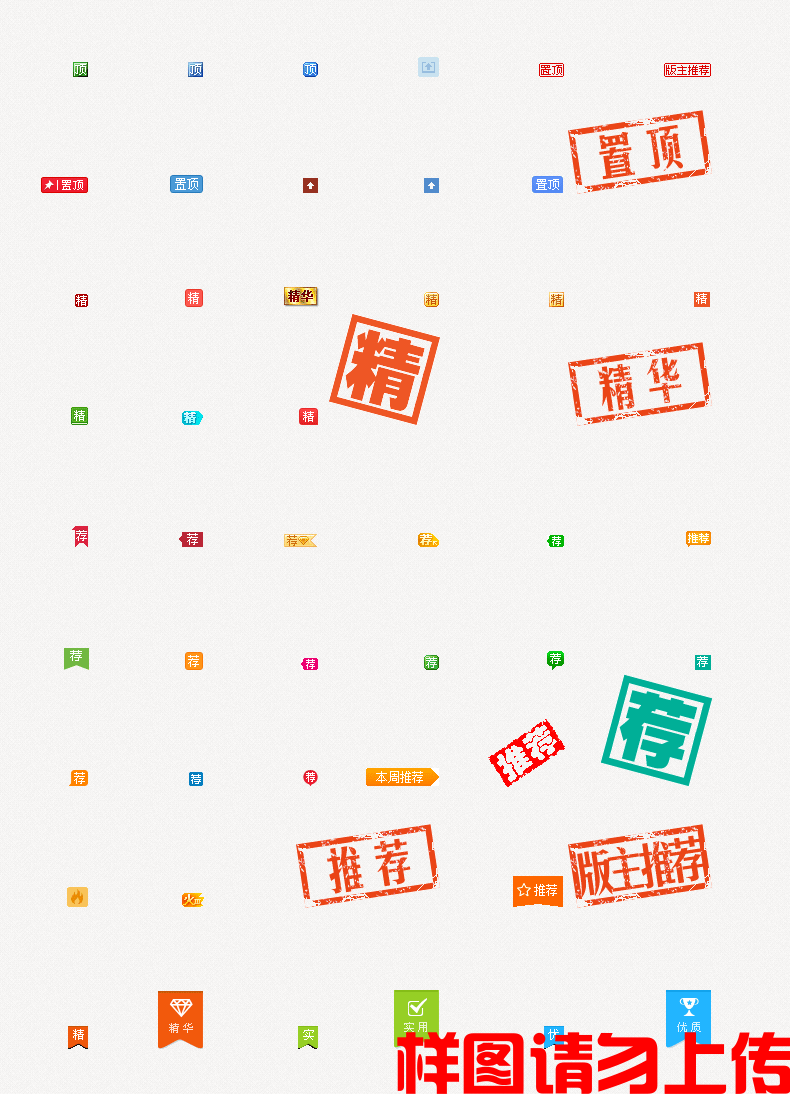 顶 顶 顶 置顶 版主推荐
置顶
置顶 置顶 置顶
精 精 精华 精 精 精
精
精华
精 精 精
荐 荐 荐 荐 荐 推荐
荐 荐 荐 荐 荐 荐
荐
推荐
荐 荐 荐 本周推荐
推荐
版主推荐
推荐
精 精华 实 实用 优 优质
样图请勿上传